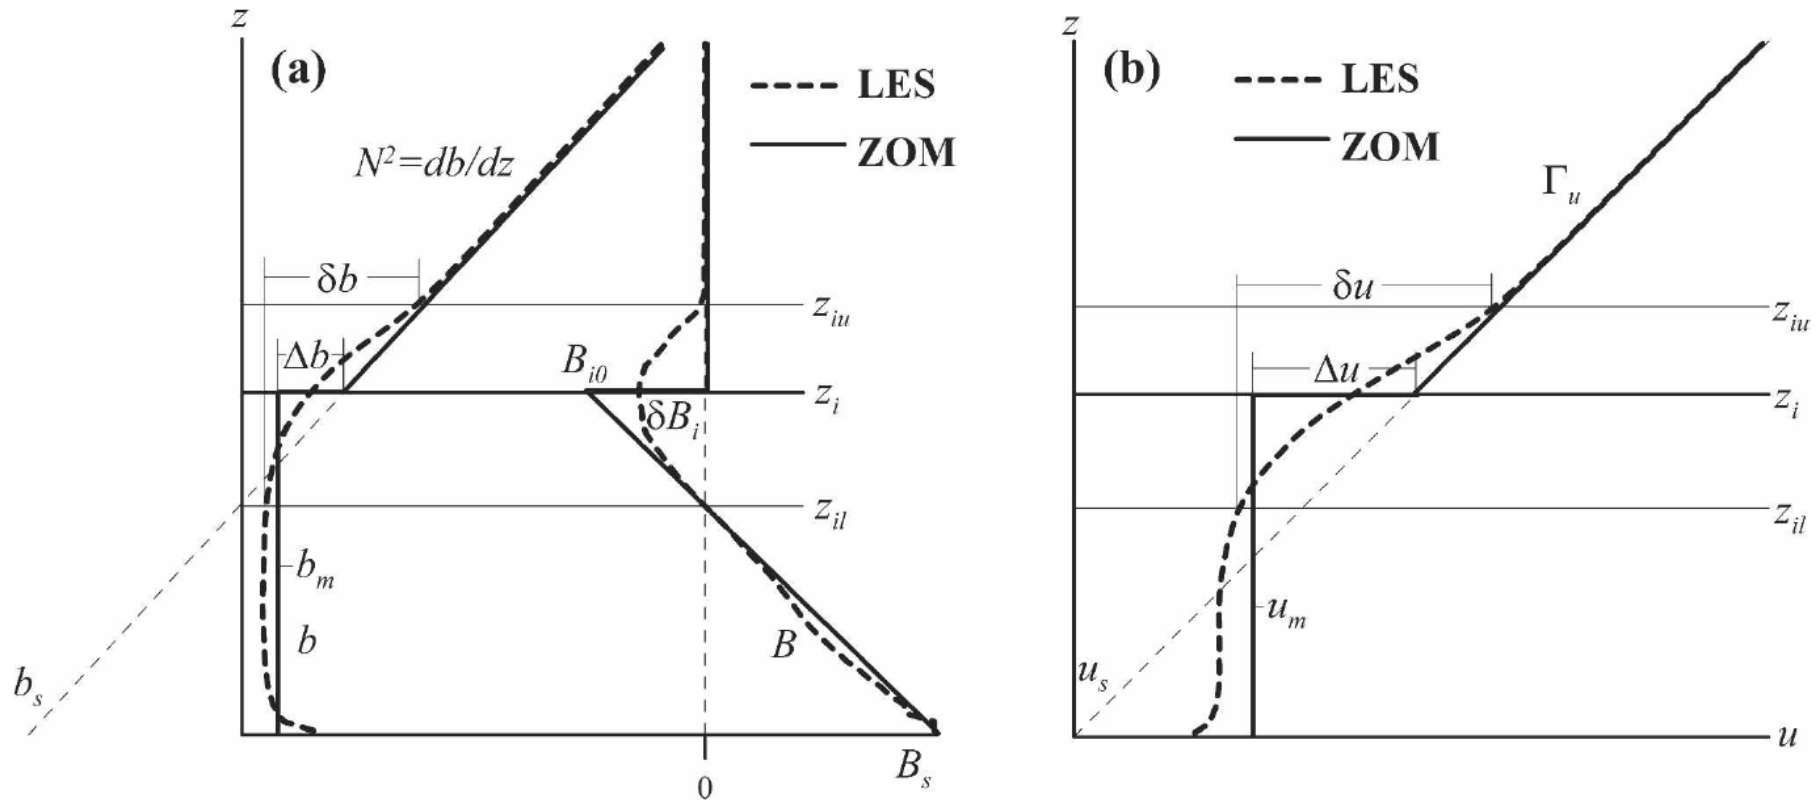 z
(a)
LES
ZOM
N²=db/dz
δb
z_iu
Δb
B_i0
z_i
δB_i
z_il
b_m
b
B
b_s
B_s
0
z
(b)
LES
ZOM
Γ_u
δu
z_iu
Δu
z_i
z_il
u_m
u_s
u